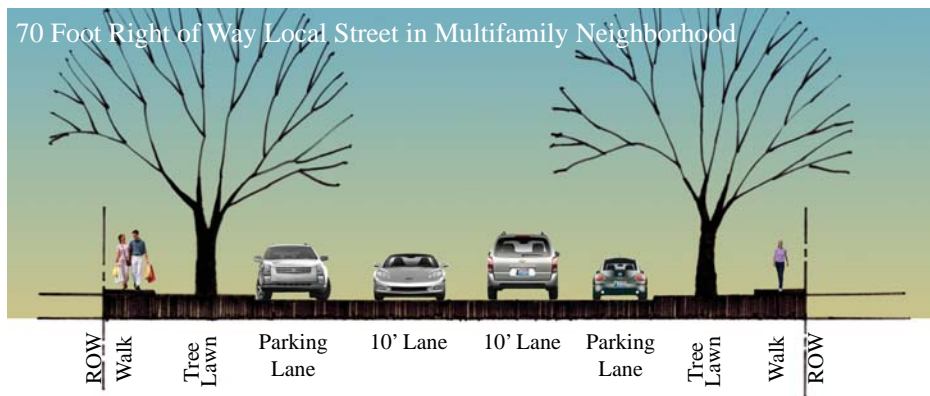 70 Foot Right of Way Local Street in Multifamily Neighborhood
ROW
Walk
Tree
Lawn
Parking
Lane
10’ Lane
10’ Lane
Parking
Lane
Tree
Lawn
Walk
ROW